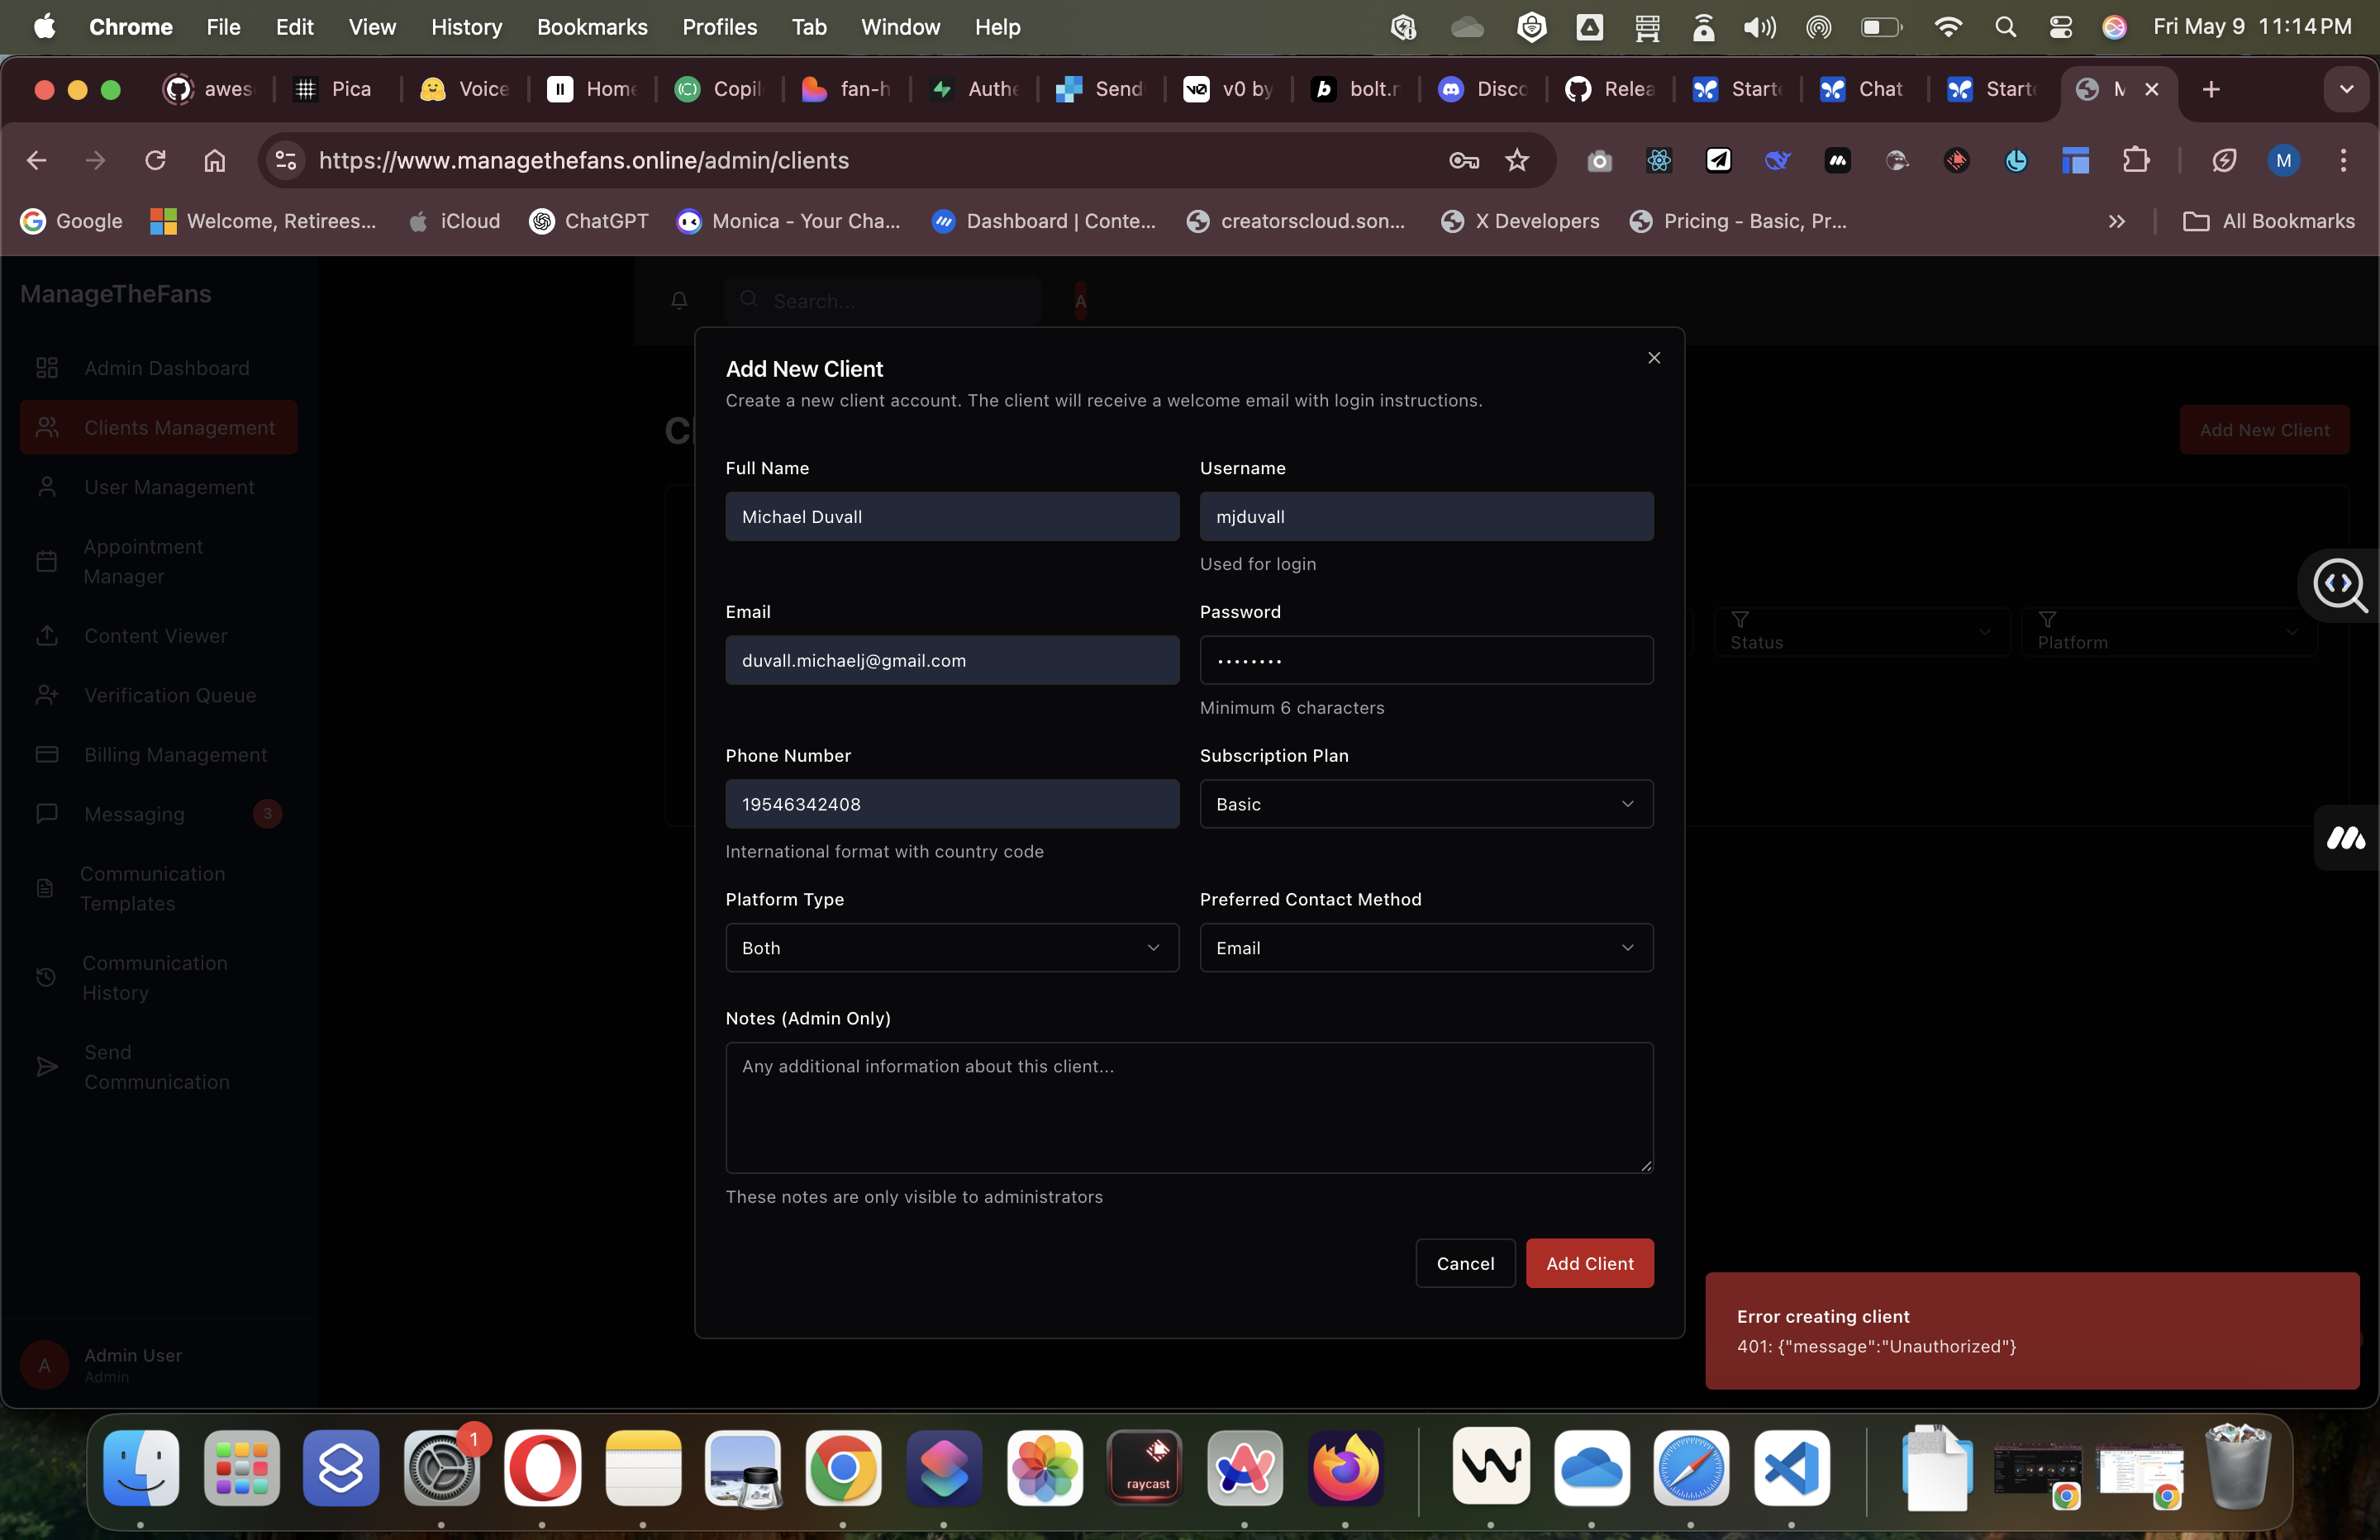 Chrome File Edit View History Bookmarks Profiles Tab Window Help Fri May 9 11:14 PM
awes Pica Voice Home Copil fan-h Authe Send v0 by bolt.n Disco Relea Starte Chat Starte
https://www.managethefans.online/admin/clients M
Google Welcome, Retirees... iCloud ChatGPT Monica - Your Cha... Dashboard | Conte... creatorscloud.son... X Developers Pricing - Basic, Pr... All Bookmarks
ManageTheFans
Search...
A
Admin Dashboard
Clients Management
User Management
Appointment
Manager
Content Viewer
Verification Queue
Billing Management
Messaging 3
Communication
Templates
Communication
History
Send
Communication
A
Admin User
Admin
Cl
Add New Client
Status
Platform
Add New Client
Create a new client account. The client will receive a welcome email with login instructions.
Full Name
Michael Duvall
Username
mjduvall
Used for login
Email
duvall.michaelj@gmail.com
Password
••••••••
Minimum 6 characters
Phone Number
19546342408
International format with country code
Subscription Plan
Basic
Platform Type
Both
Preferred Contact Method
Email
Notes (Admin Only)
Any additional information about this client...
These notes are only visible to administrators
Cancel
Add Client
Error creating client
401: {"message":"Unauthorized"}
1
raycast